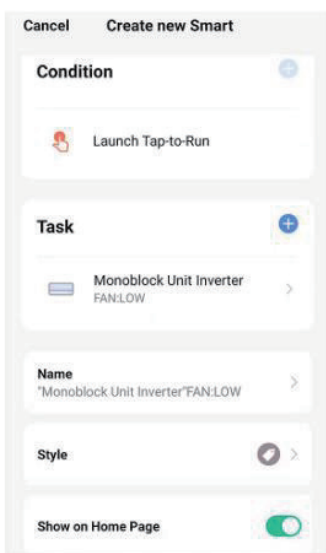 Cancel Create new Smart
Condition
Launch Tap-to-Run
Task
Monoblock Unit Inverter
FAN:LOW
Name
"Monoblock Unit Inverter"FAN:LOW
Style
Show on Home Page